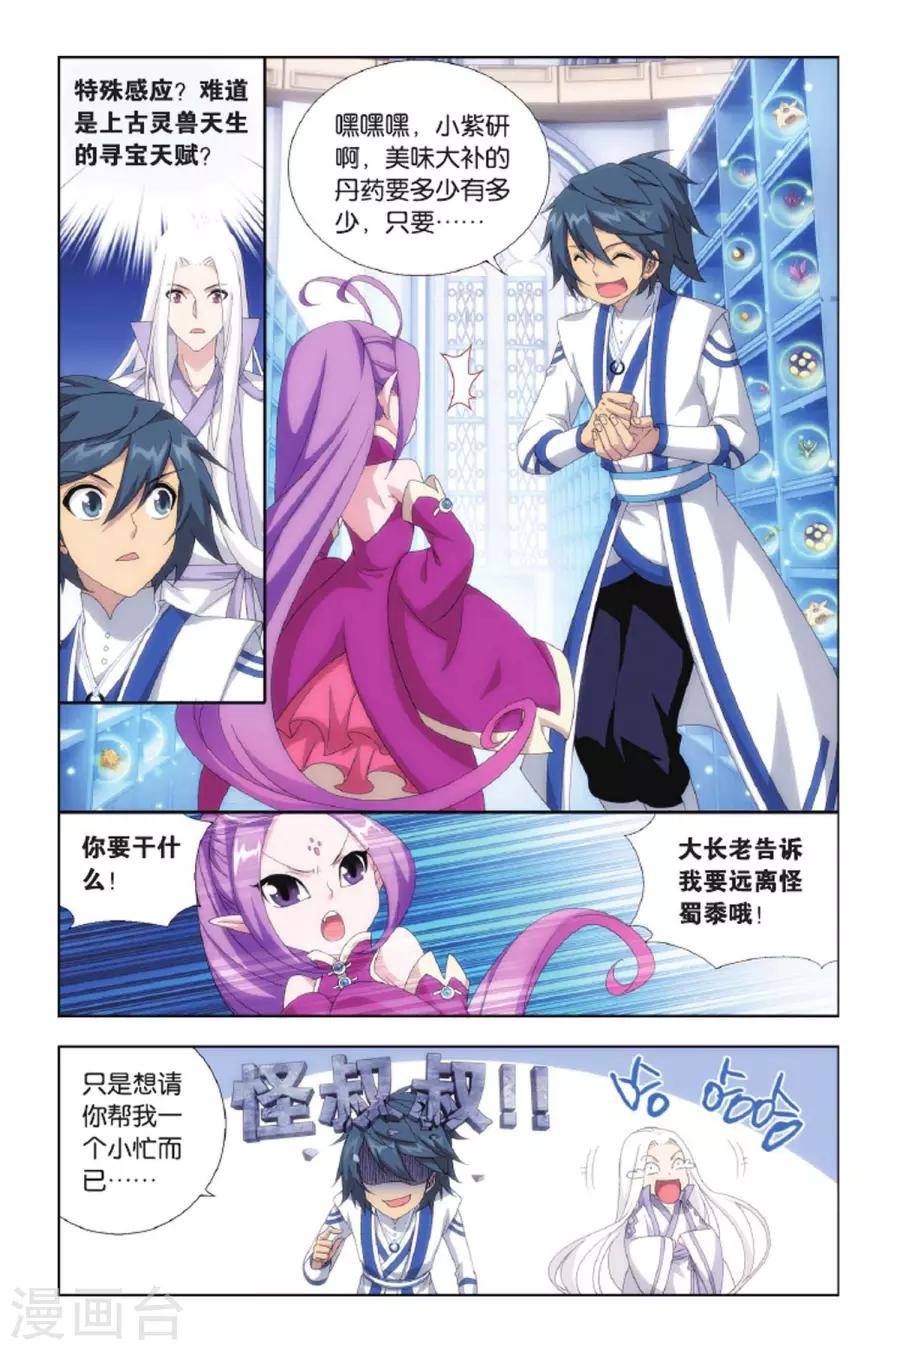 特殊感应？难道
是上古灵兽天生
的寻宝天赋？
嘿嘿嘿，小紫研
啊，美味大补的
丹药要多少有多
少，只要……
你要干什
么！
大长老告诉
我要远离怪
蜀黍哦！
只是想请
你帮我一
个小忙而
已……
怪叔叔!!
哈
哈哈哈
漫画台